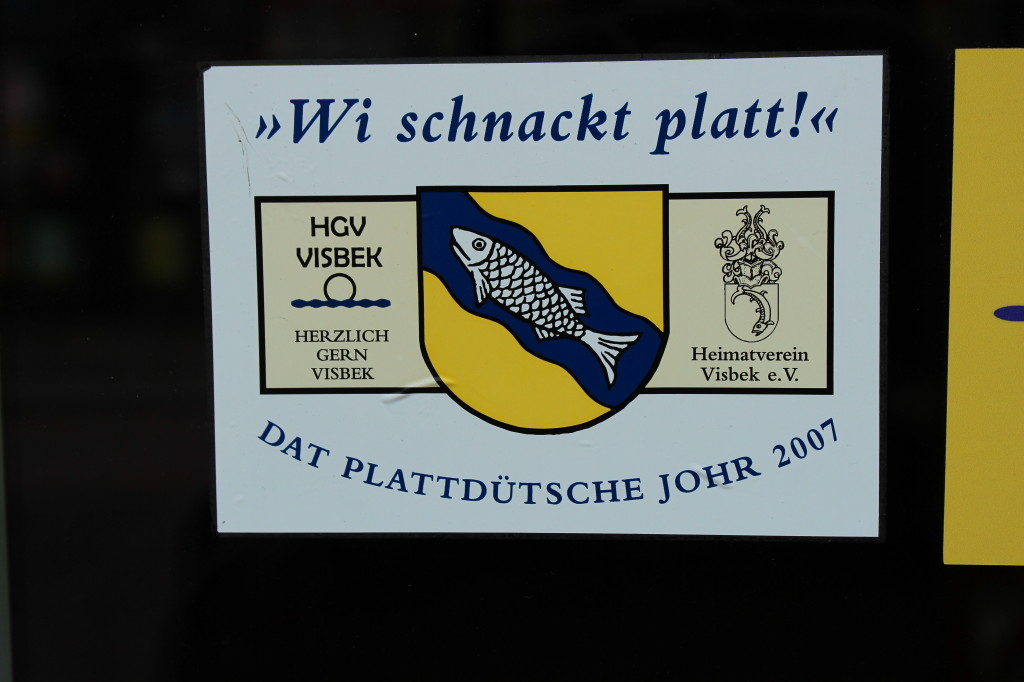 »Wi schnackt platt!«
HGV
VISBEK
HERZLICH
GERN
VISBEK
Heimatverein
Visbek e.V.
DAT PLATTDÜTSCHE JOHR 2007